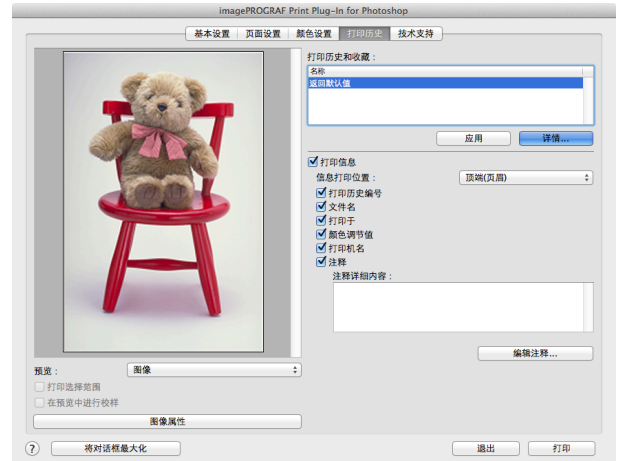 imagePROGRAF Print Plug-In for Photoshop
基本设置 页面设置 颜色设置 打印历史 技术支持
打印历史和收藏：
名称
返回默认值
应用 详情...
打印信息
信息打印位置： 顶端(页眉)
打印历史编号
文件名
打印于
颜色调节值
打印机名
注释
注释详细内容：
编辑注释...
预览： 图像
打印选择范围
在预览中进行校样
图像属性
? 将对话框最大化 退出 打印